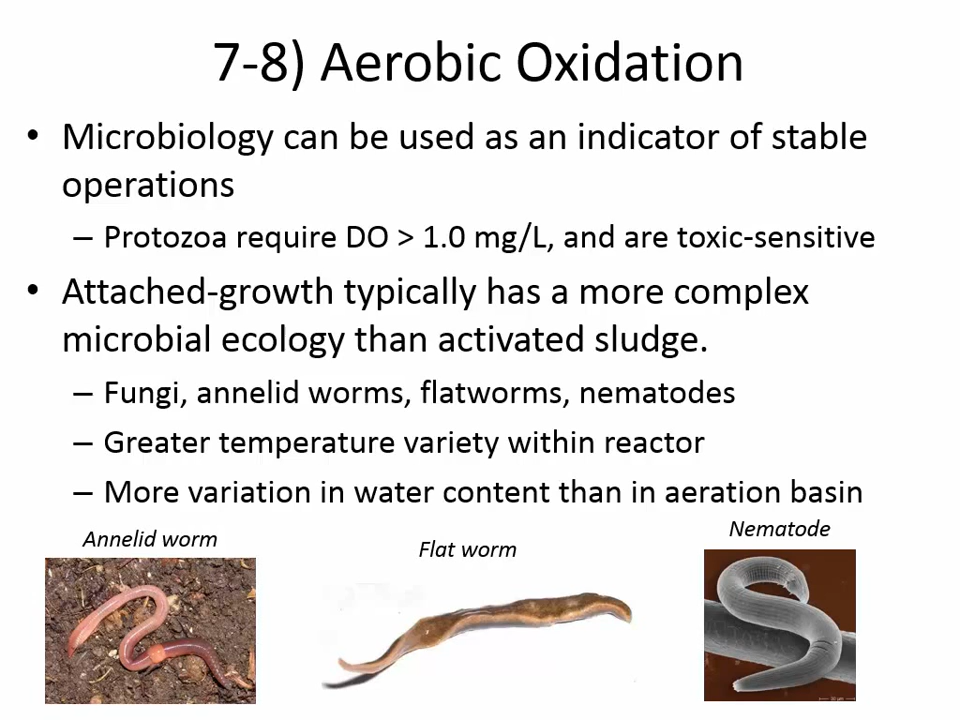 7-8) Aerobic Oxidation
• Microbiology can be used as an indicator of stable
operations
– Protozoa require DO > 1.0 mg/L, and are toxic-sensitive
• Attached-growth typically has a more complex
microbial ecology than activated sludge.
– Fungi, annelid worms, flatworms, nematodes
– Greater temperature variety within reactor
– More variation in water content than in aeration basin
Annelid worm
Flat worm
Nematode